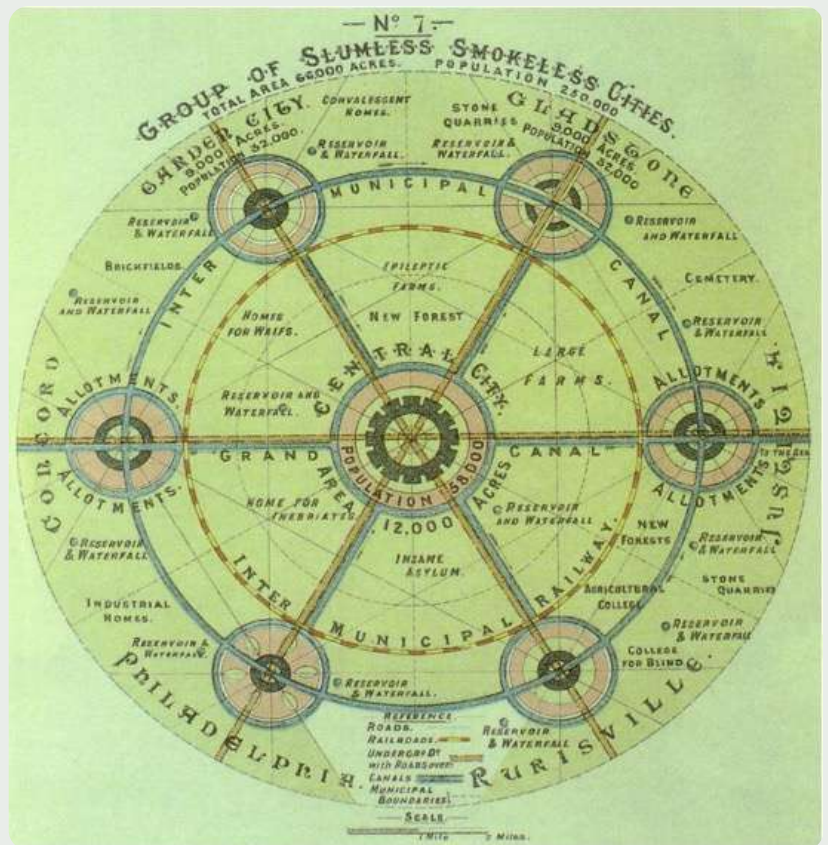 Nº 7.
GROUP OF SLUMLESS SMOKELESS CITIES.
TOTAL AREA 66,000 ACRES. POPULATION 250,000
GARDEN CITY.
9,000 ACRES.
POPULATION 32,000.
CONVALESCENT
HOMES.
STONE
QUARRIES
GLADSTONE
9,000 ACRES.
POPULATION 32,000
RESERVOIR
& WATERFALL.
RESERVOIR &
WATERFALL.
INTER MUNICIPAL CANAL
RESERVOIR
& WATERFALL
RESERVOIR
AND WATERFALL
BRICKFIELDS.
EPILEPTIC
FARMS.
CEMETERY.
RESERVOIR
AND WATERFALL
HOMES
FOR WAIFS.
NEW FOREST
RESERVOIR
& WATERFALL
LARGE
FARMS.
CONCORD
ALLOTMENTS.
CENTRAL CITY.
ALLOTMENTS
JUSTITIA.
RESERVOIR AND
WATERFALL.
GRAND CANAL
TO THE SEA
POPULATION 58,000
AREA 12,000 ACRES
ALLOTMENTS.
ALLOTMENTS
HOME FOR
INEBRIATES.
RESERVOIR
AND WATERFALL
NEW
FORESTS
RESERVOIR
& WATERFALL
RESERVOIR
& WATERFALL
INSANE
ASYLUM.
STONE
QUARRIES
INDUSTRIAL
HOMES.
AGRICULTURAL
COLLEGE
INTER MUNICIPAL RAILWAY.
RESERVOIR
& WATERFALL
RESERVOIR &
WATERFALL.
COLLEGE
FOR BLIND
PHILADELPHIA.
RURISVILLE.
RESERVOIR
& WATERFALL.
REFERENCE
ROADS.
RAILROADS.
UNDERGRD Dº
with ROADS over
CANALS
MUNICIPAL
BOUNDARIES
RESERVOIR
& WATERFALL
SCALE.
1 Mile 2 Miles.